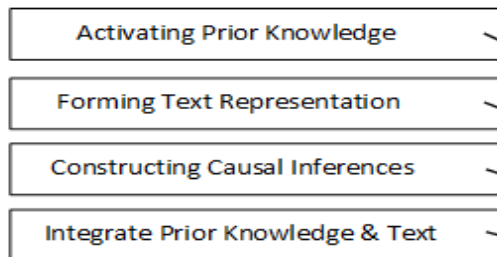 Activating Prior Knowledge
Forming Text Representation
Constructing Causal Inferences
Integrate Prior Knowledge & Text